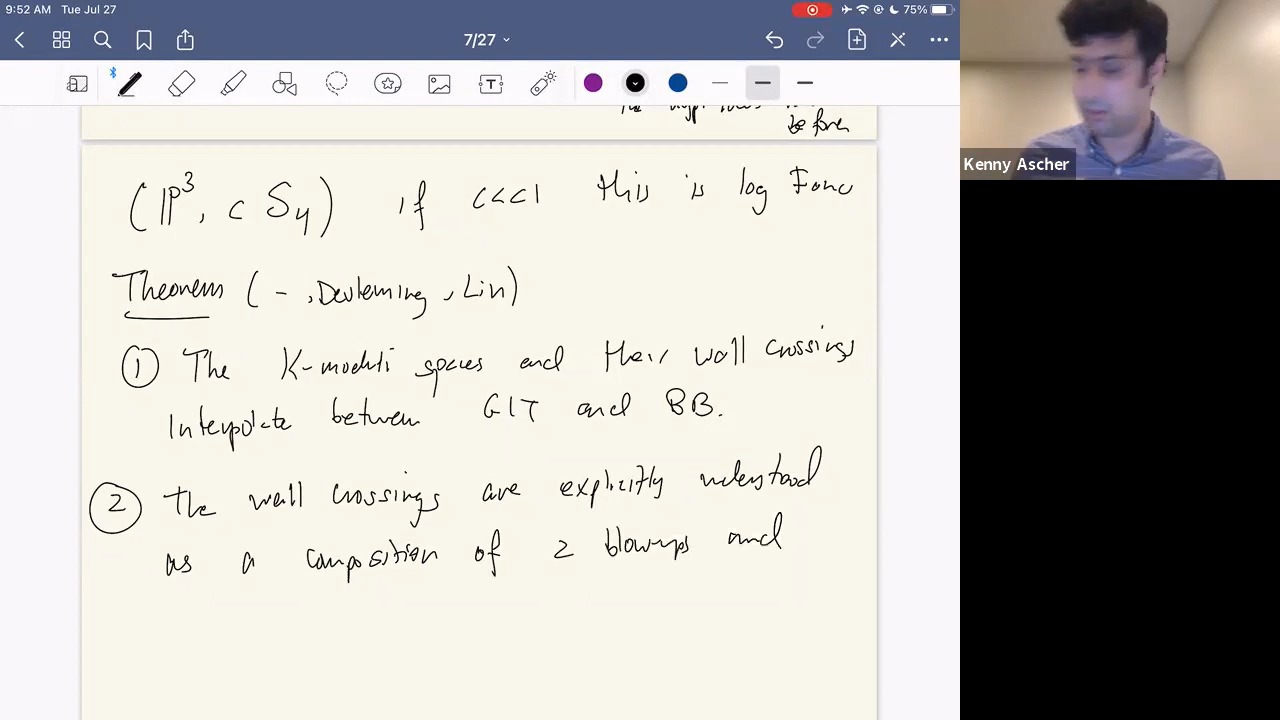 9:52 AM Tue Jul 27
75%
7/27
T
Kenny Ascher
before
(ℙ³, c S₄) if c<<1 this is log Fano
Theorem (- , Devleming, Liu)
① The K-moduli spaces and their wall crossings
interpolate between GIT and BB.
② The wall crossings are explicitly understood
as a composition of 2 blowups and